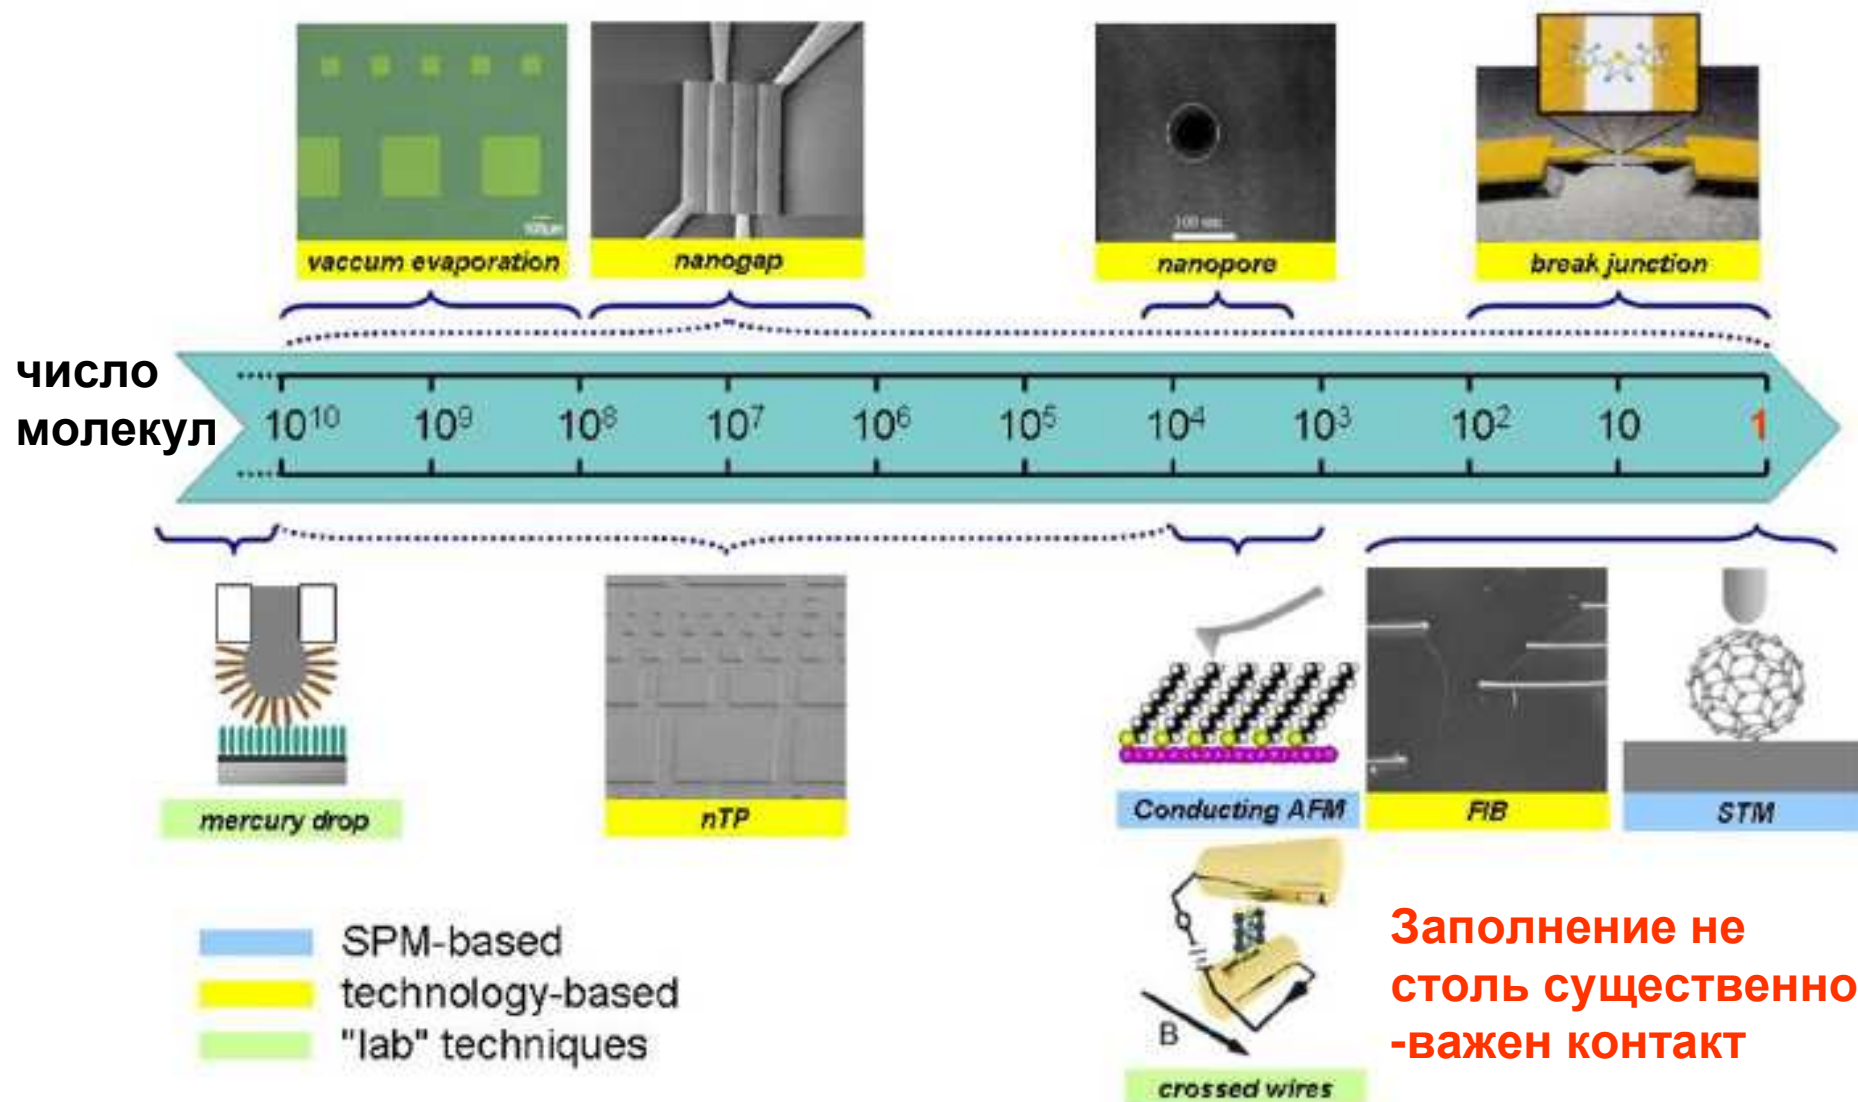 vaccum evaporation
nanogap
100 nm
nanopore
break junction
число
молекул
10¹⁰ 10⁹ 10⁸ 10⁷ 10⁶ 10⁵ 10⁴ 10³ 10² 10 1
mercury drop
nTP
Conducting AFM
FIB
STM
B
crossed wires
SPM-based
technology-based
"lab" techniques
Заполнение не
столь существенно
-важен контакт